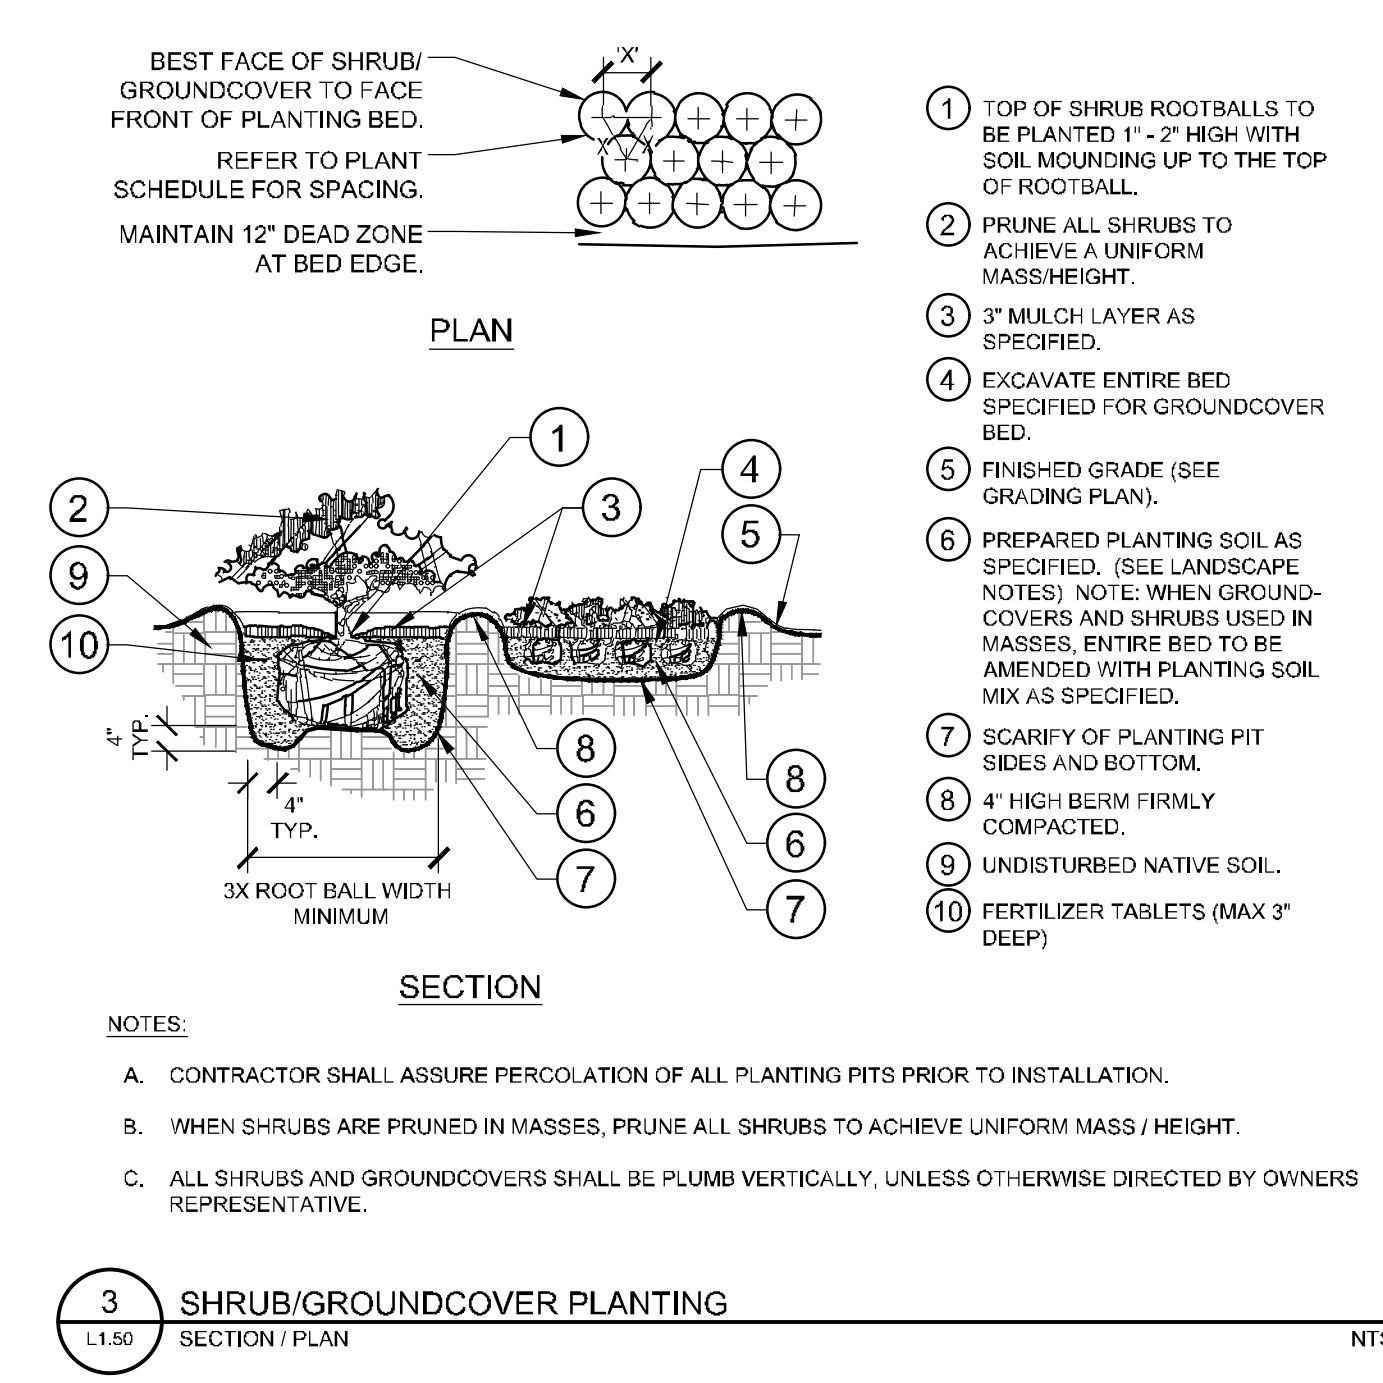 BEST FACE OF SHRUB/
GROUNDCOVER TO FACE
FRONT OF PLANTING BED.
REFER TO PLANT
SCHEDULE FOR SPACING.
MAINTAIN 12" DEAD ZONE
AT BED EDGE.
'X'
X
X
PLAN
1
2
3
4
5
9
10
4"
TYP.
4"
TYP.
8
6
7
8
6
7
3X ROOT BALL WIDTH
MINIMUM
SECTION
1 TOP OF SHRUB ROOTBALLS TO
BE PLANTED 1" - 2" HIGH WITH
SOIL MOUNDING UP TO THE TOP
OF ROOTBALL.
2 PRUNE ALL SHRUBS TO
ACHIEVE A UNIFORM
MASS/HEIGHT.
3 3" MULCH LAYER AS
SPECIFIED.
4 EXCAVATE ENTIRE BED
SPECIFIED FOR GROUNDCOVER
BED.
5 FINISHED GRADE (SEE
GRADING PLAN).
6 PREPARED PLANTING SOIL AS
SPECIFIED. (SEE LANDSCAPE
NOTES) NOTE: WHEN GROUND-
COVERS AND SHRUBS USED IN
MASSES, ENTIRE BED TO BE
AMENDED WITH PLANTING SOIL
MIX AS SPECIFIED.
7 SCARIFY OF PLANTING PIT
SIDES AND BOTTOM.
8 4" HIGH BERM FIRMLY
COMPACTED.
9 UNDISTURBED NATIVE SOIL.
10 FERTILIZER TABLETS (MAX 3"
DEEP)
NOTES:
A. CONTRACTOR SHALL ASSURE PERCOLATION OF ALL PLANTING PITS PRIOR TO INSTALLATION.
B. WHEN SHRUBS ARE PRUNED IN MASSES, PRUNE ALL SHRUBS TO ACHIEVE UNIFORM MASS / HEIGHT.
C. ALL SHRUBS AND GROUNDCOVERS SHALL BE PLUMB VERTICALLY, UNLESS OTHERWISE DIRECTED BY OWNERS
REPRESENTATIVE.
3
L1.50
SHRUB/GROUNDCOVER PLANTING
SECTION / PLAN
NTS